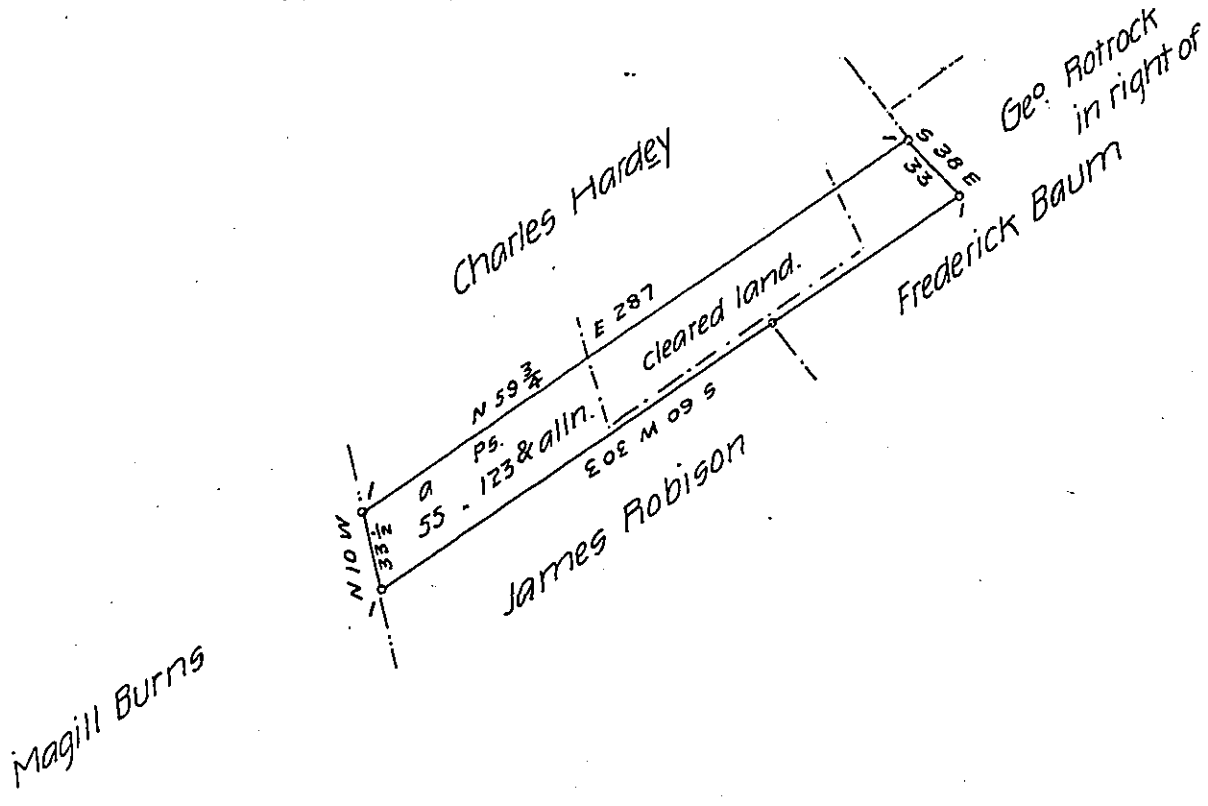 Geo. Rotrock
in right of
Frederick Baum
Charles Hardey
S 38 E
33
N 59 3/4 E 287
cleared land.
a Ps.
55 - 123 & alln.
S 60 W 303
N 10 W
33 1/2
James Robison
Magill Burns